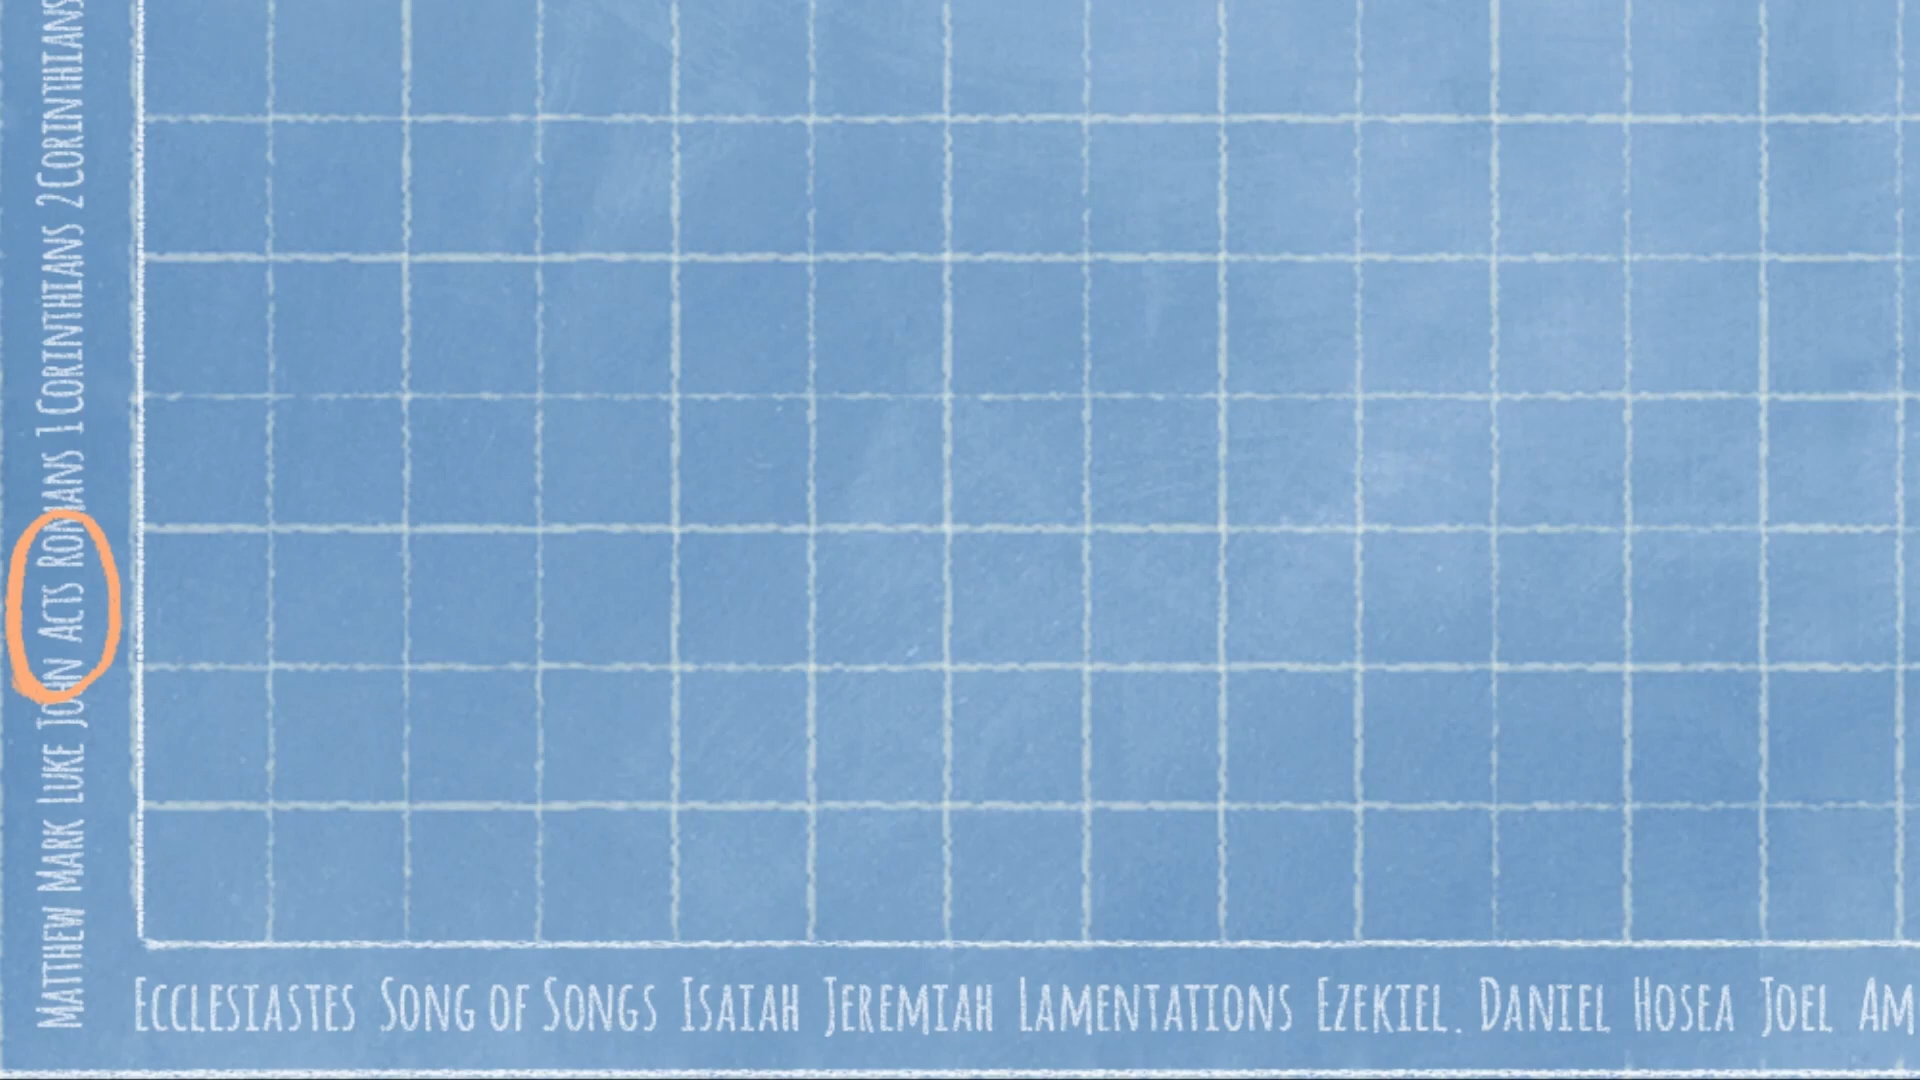 MATTHEW MARK LUKE JOHN ACTS ROMANS 1 CORINTHIANS 2 CORINTHIANS
ECCLESIASTES SONG OF SONGS ISAIAH JEREMIAH LAMENTATIONS EZEKIEL. DANIEL HOSEA JOEL AM